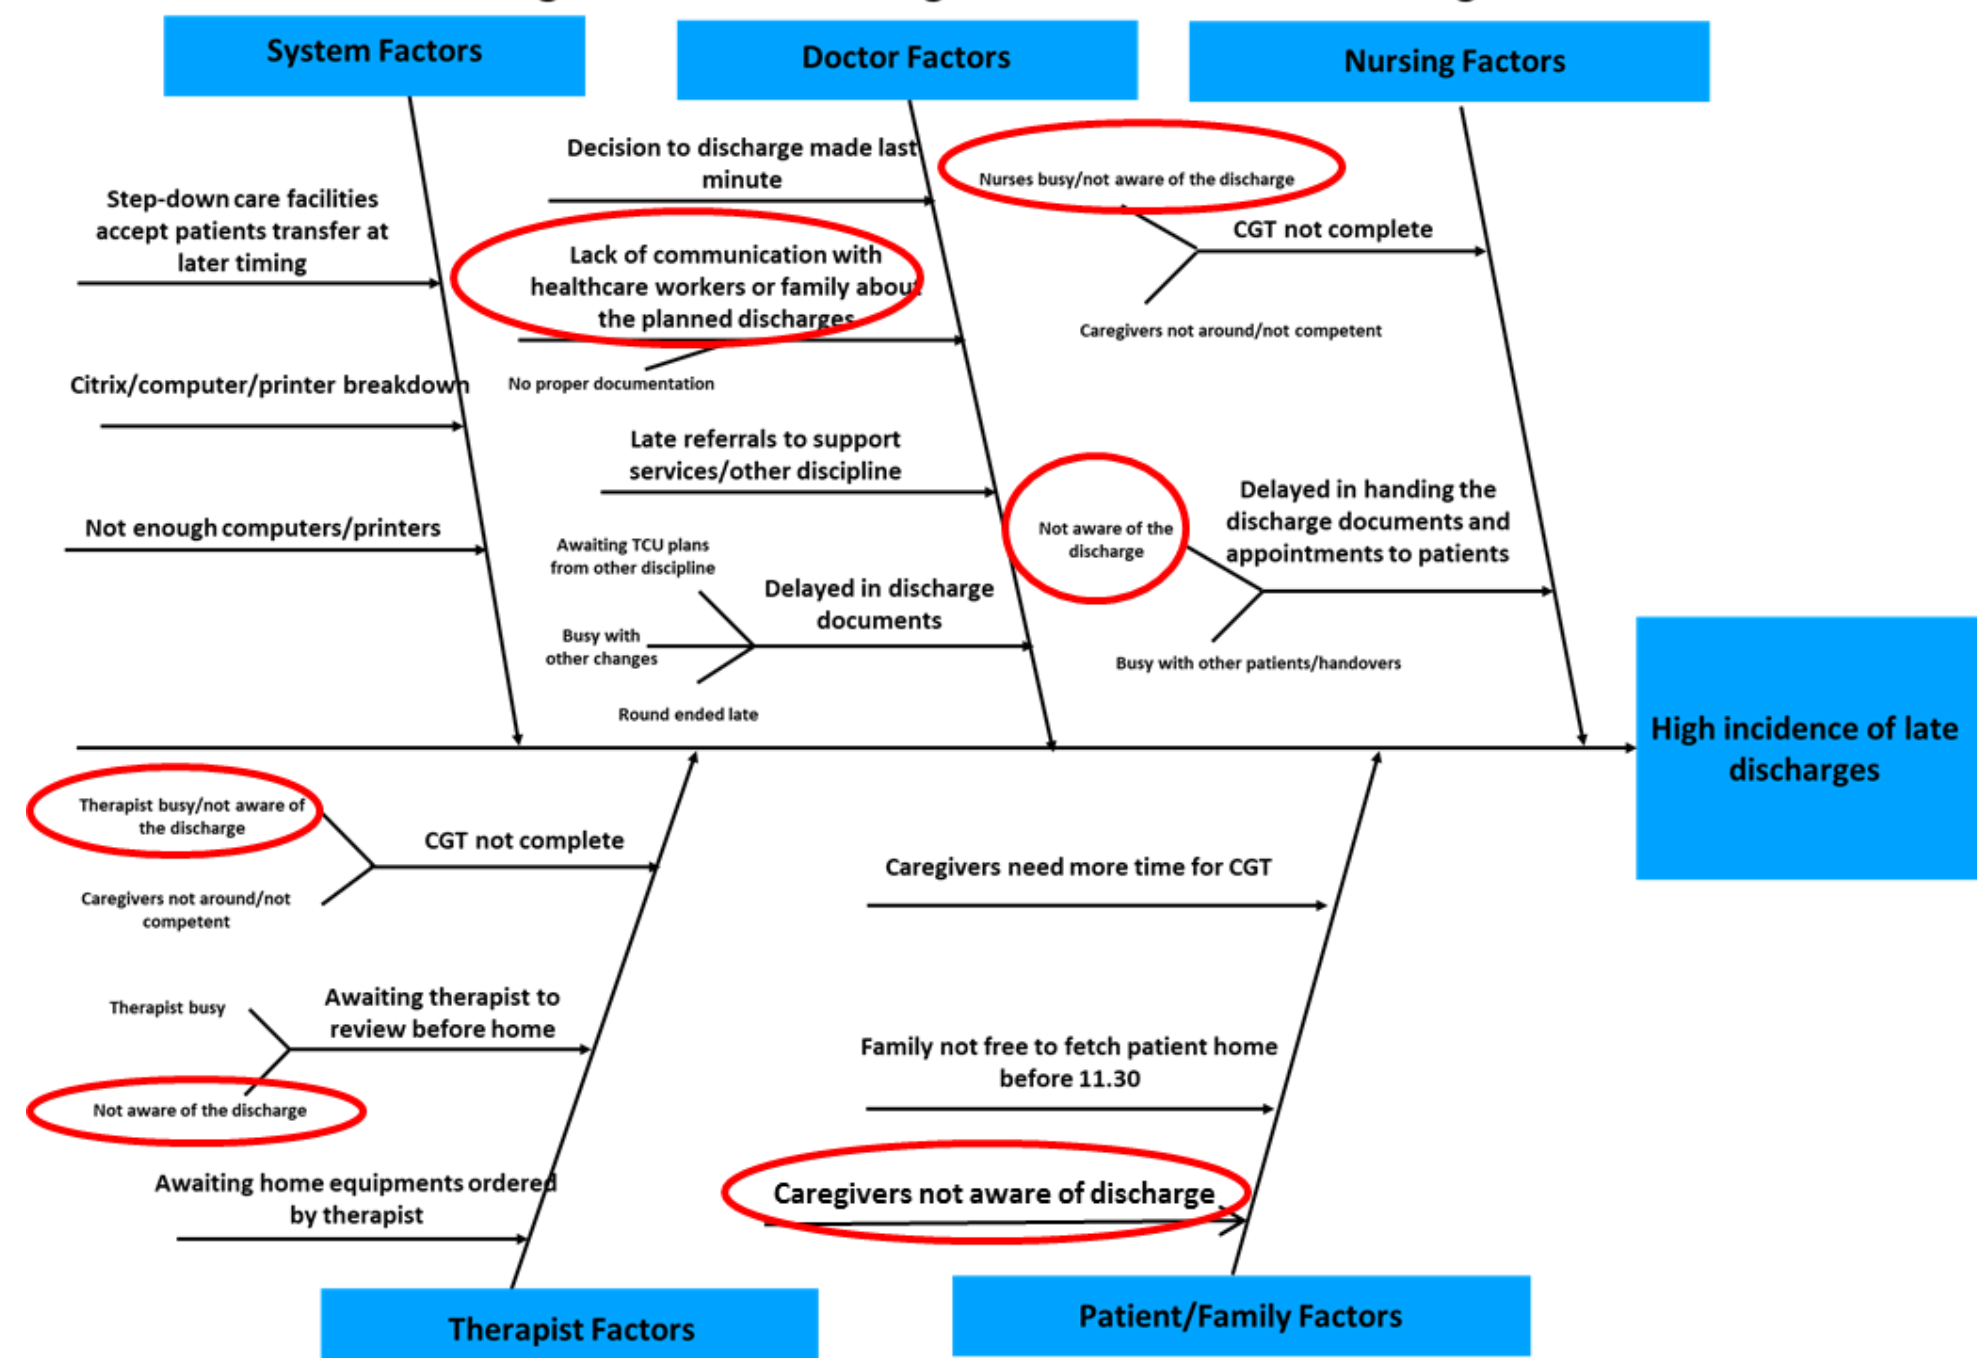 System Factors
Doctor Factors
Nursing Factors
Step-down care facilities
accept patients transfer at
later timing
Citrix/computer/printer breakdown
Not enough computers/printers
Decision to discharge made last
minute
Lack of communication with
healthcare workers or family about
the planned discharges
No proper documentation
Late referrals to support
services/other discipline
Awaiting TCU plans
from other discipline
Delayed in discharge
documents
Busy with
other changes
Round ended late
Nurses busy/not aware of the discharge
CGT not complete
Caregivers not around/not competent
Not aware of the
discharge
Delayed in handing the
discharge documents and
appointments to patients
Busy with other patients/handovers
High incidence of late
discharges
Therapist busy/not aware of
the discharge
CGT not complete
Caregivers not around/not
competent
Therapist busy
Awaiting therapist to
review before home
Not aware of the discharge
Awaiting home equipments ordered
by therapist
Caregivers need more time for CGT
Family not free to fetch patient home
before 11.30
Caregivers not aware of discharge
Therapist Factors
Patient/Family Factors